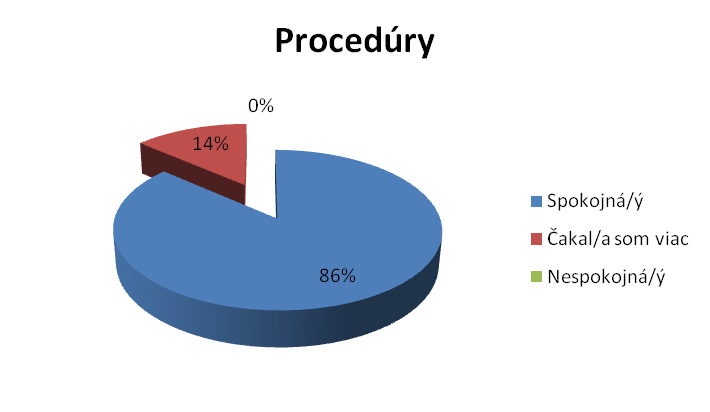 Procedúry
0%
14%
86%
Spokojná/ý
Čakal/a som viac
Nespokojná/ý